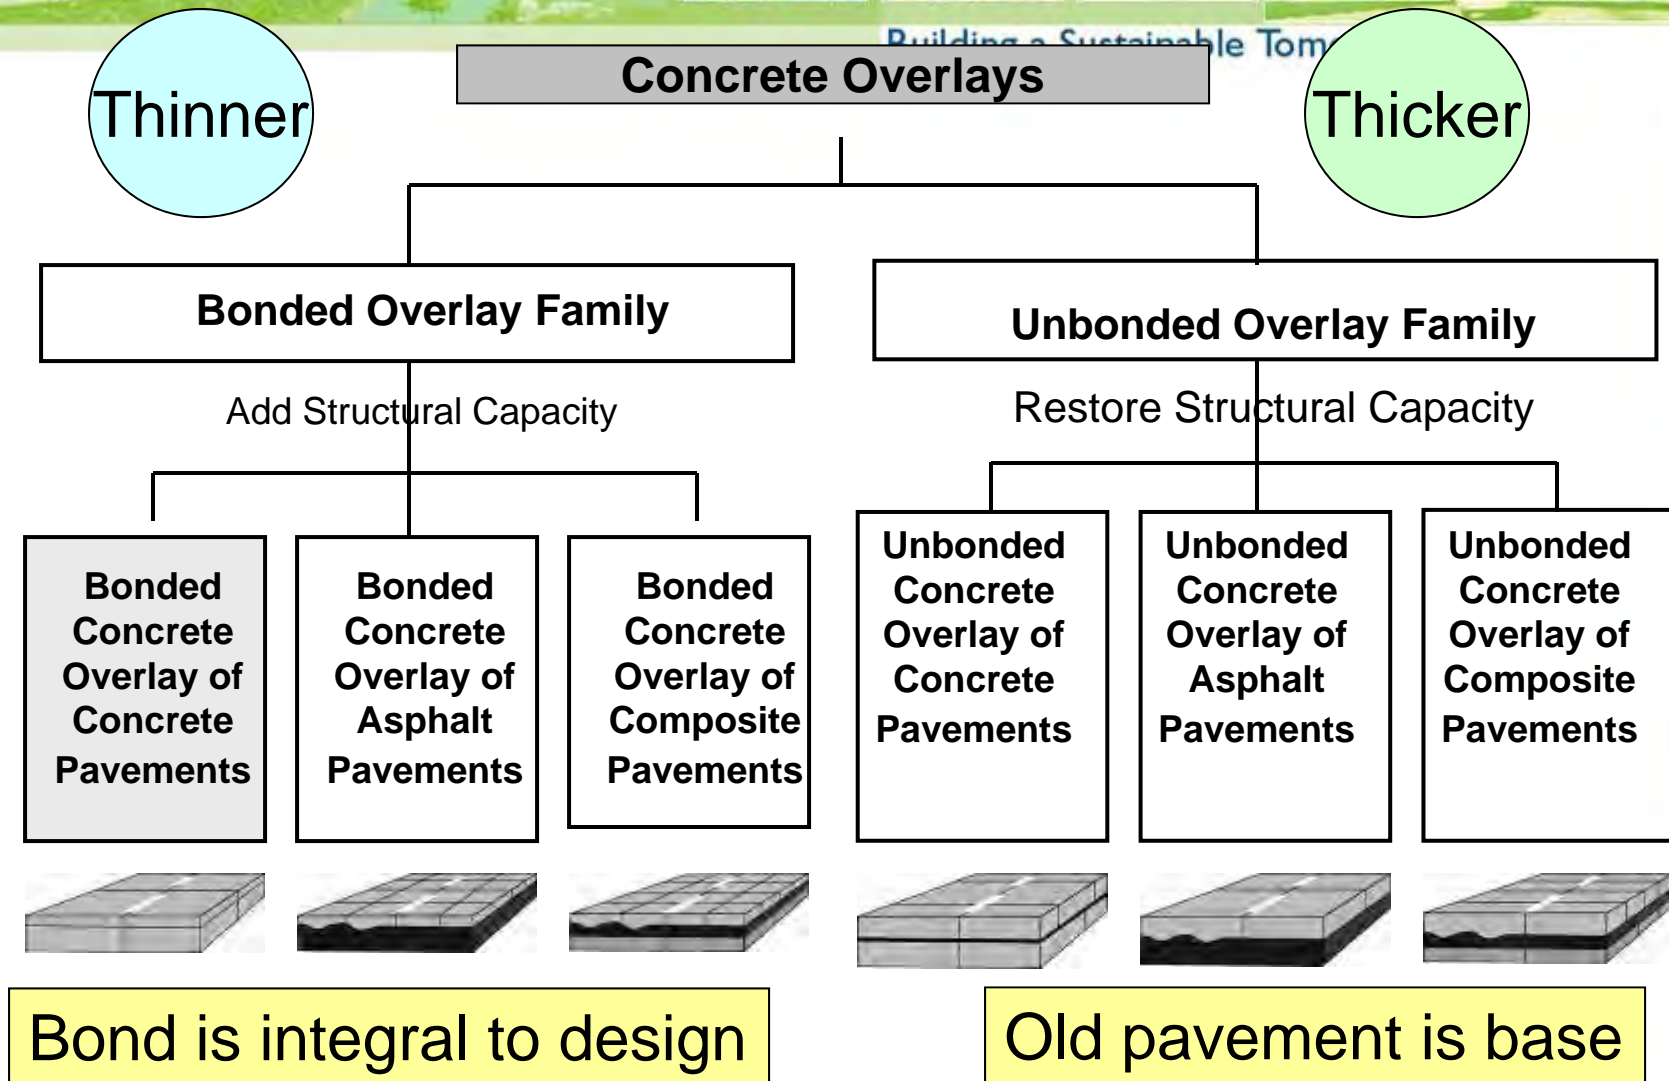 Building a Sustainable Tom
Thinner
Concrete Overlays
Thicker
Bonded Overlay Family
Unbonded Overlay Family
Add Structural Capacity
Restore Structural Capacity
Bonded
Concrete
Overlay of
Concrete
Pavements
Bonded
Concrete
Overlay of
Asphalt
Pavements
Bonded
Concrete
Overlay of
Composite
Pavements
Unbonded
Concrete
Overlay of
Concrete
Pavements
Unbonded
Concrete
Overlay of
Asphalt
Pavements
Unbonded
Concrete
Overlay of
Composite
Pavements
Bond is integral to design
Old pavement is base